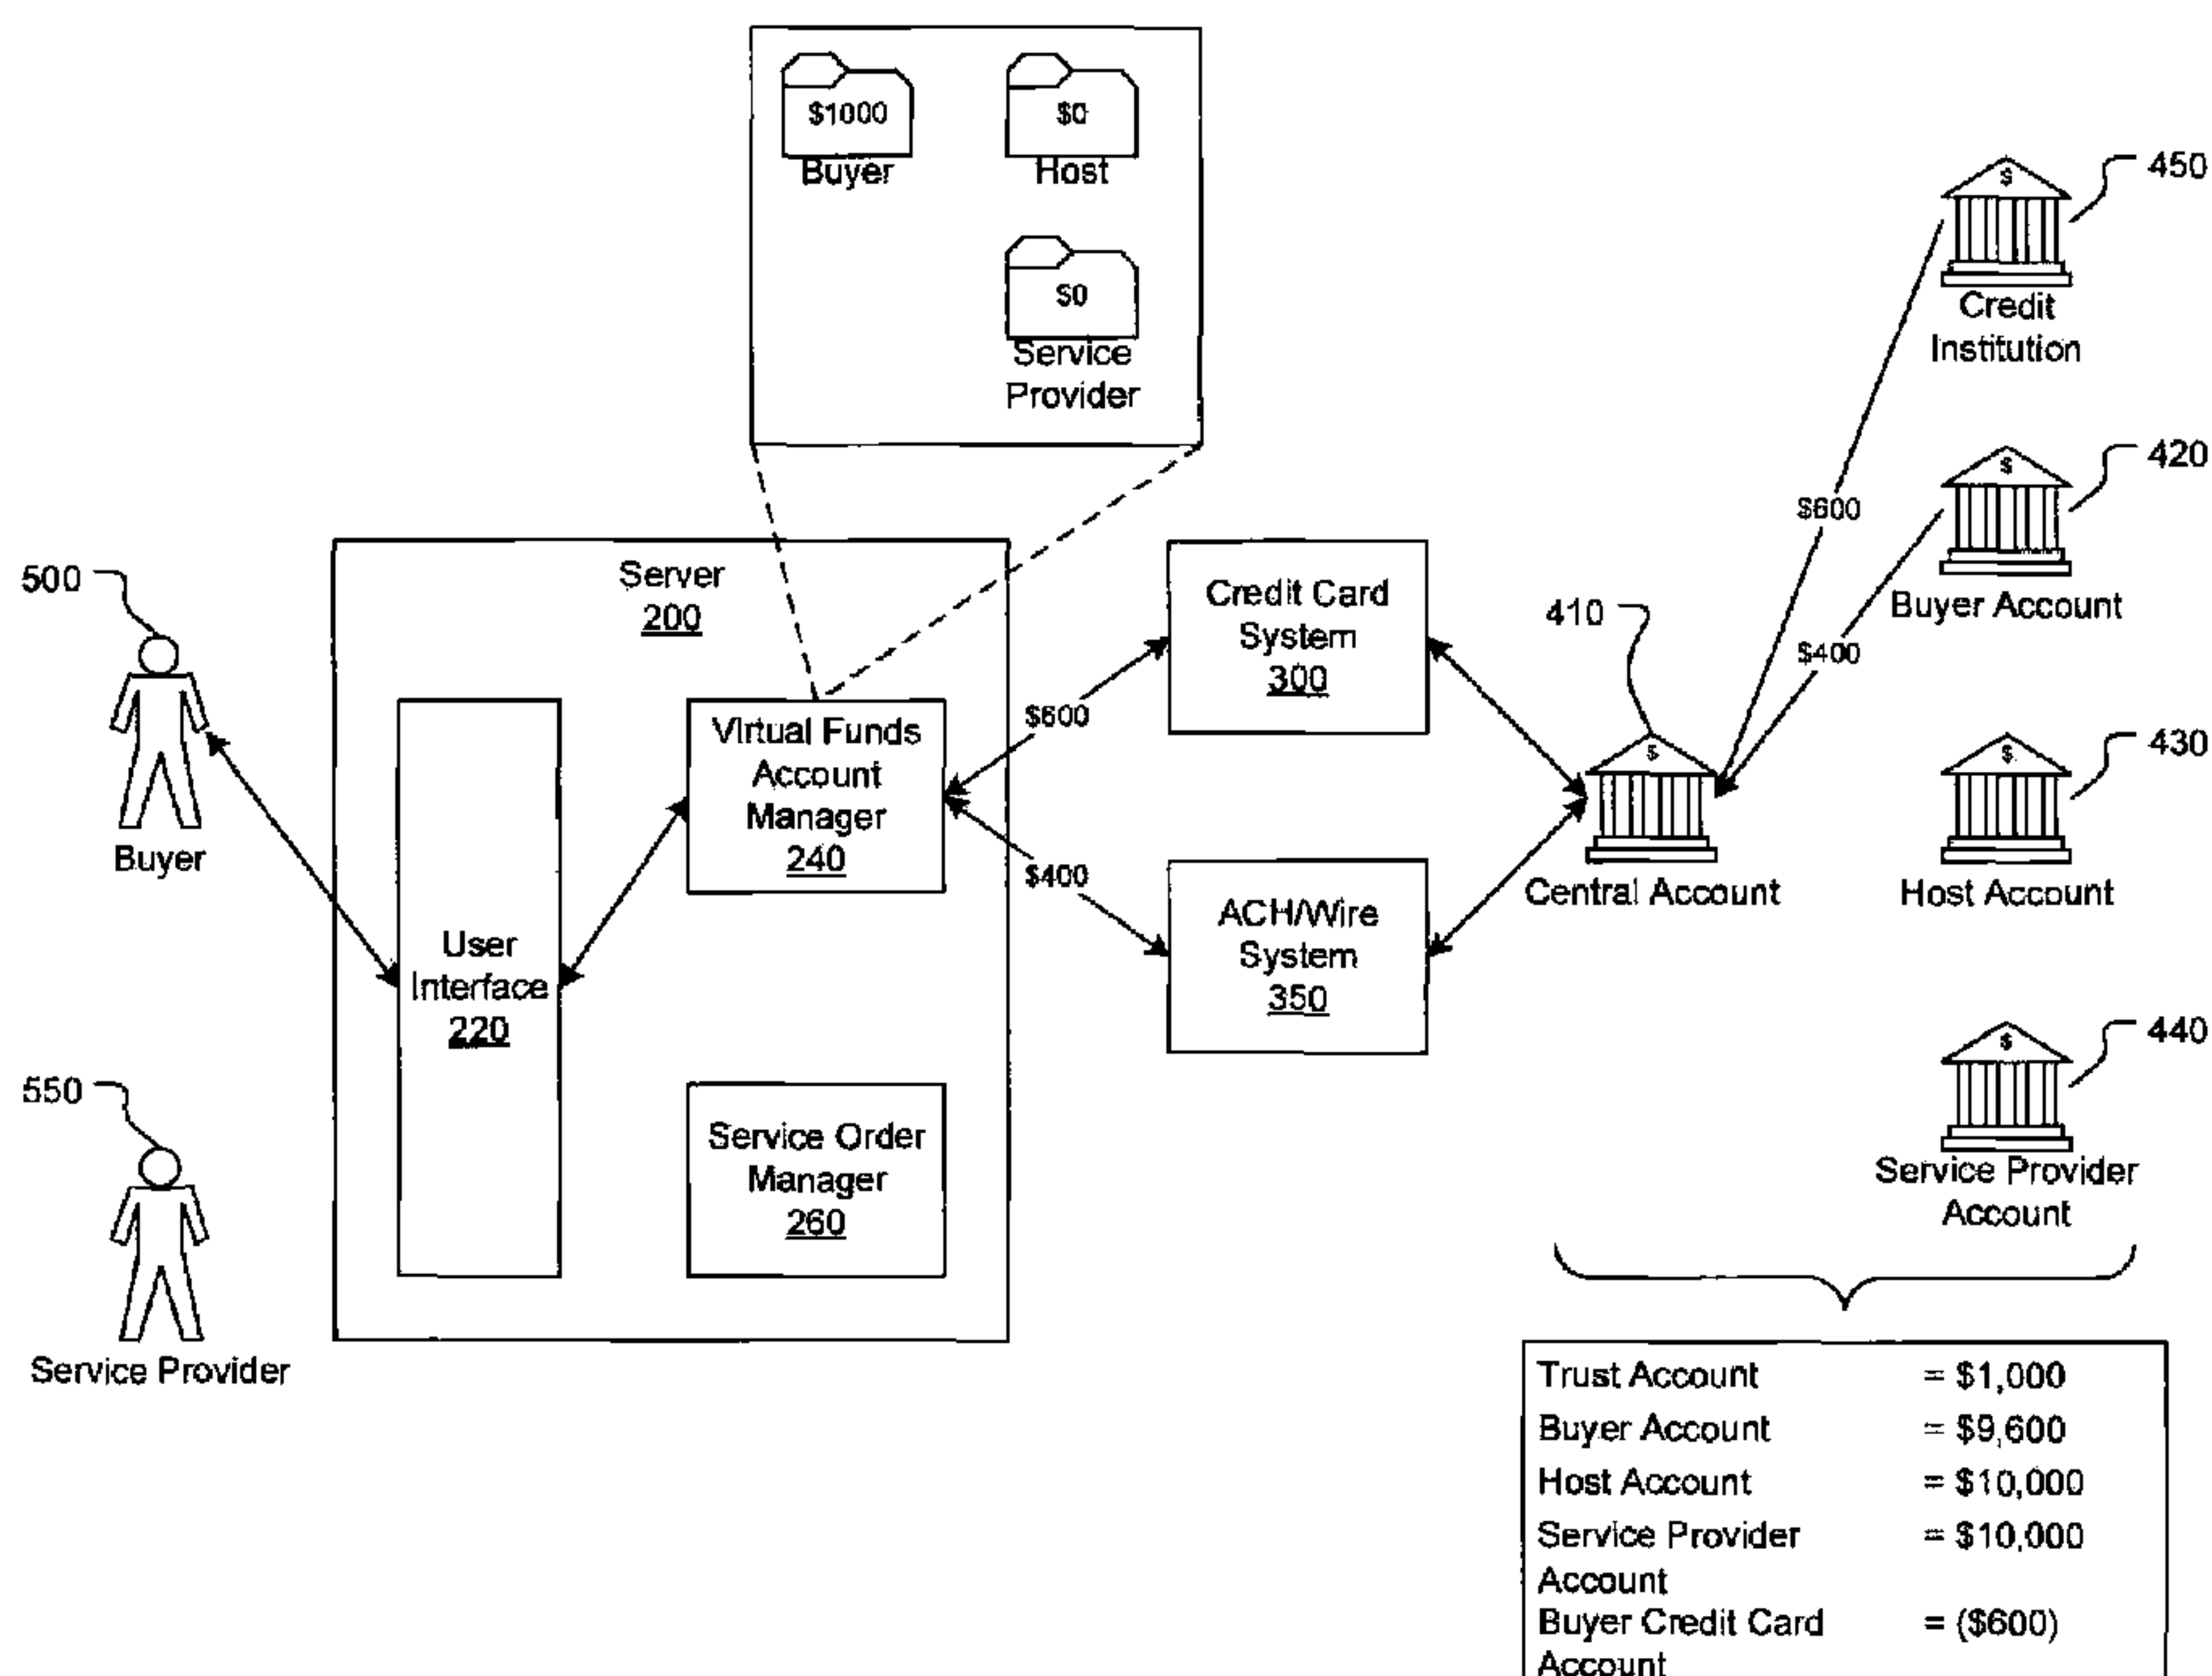 $1000
$0
Buyer
Host
$0
Service
Provider
450
$
Credit
Institution
420
$
$600
Buyer Account
$400
500
Server
200
Credit Card
System
300
410
430
$
$
Buyer
Virtual Funds
Account
Manager
240
$600
$400
ACH/Wire
System
350
Central Account
Host Account
User
Interface
220
440
$
Service Provider
Account
550
Service Order
Manager
260
Service Provider
Trust Account = $1,000
Buyer Account = $9,600
Host Account = $10,000
Service Provider = $10,000
Account
Buyer Credit Card = ($600)
Account